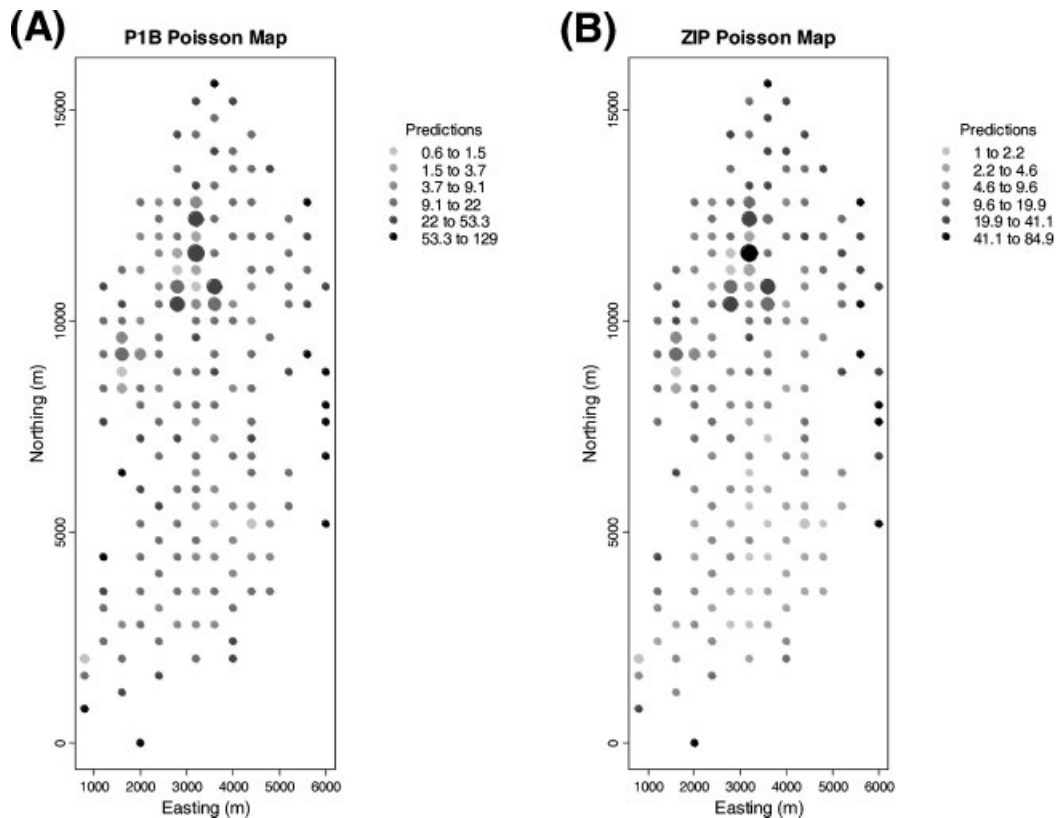 (A)
P1B Poisson Map
Predictions
0.6 to 1.5
1.5 to 3.7
3.7 to 9.1
9.1 to 22
22 to 53.3
53.3 to 129
Northing (m)
15000
10000
5000
0
1000 2000 3000 4000 5000 6000
Easting (m)
(B)
ZIP Poisson Map
Predictions
1 to 2.2
2.2 to 4.6
4.6 to 9.6
9.6 to 19.9
19.9 to 41.1
41.1 to 84.9
Northing (m)
15000
10000
5000
0
1000 2000 3000 4000 5000 6000
Easting (m)